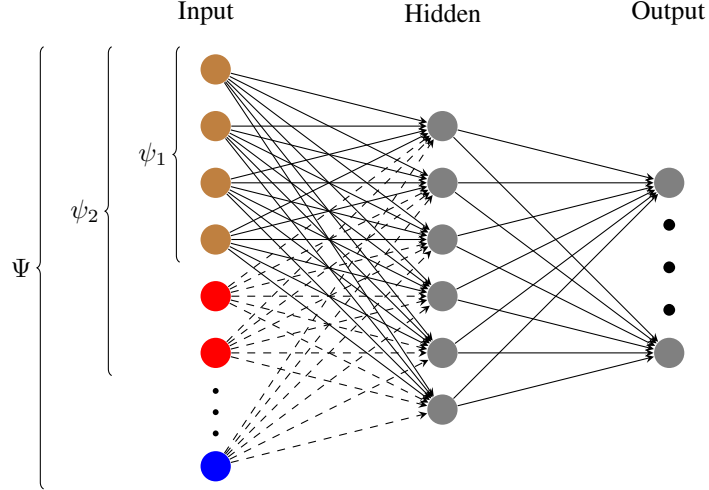 Input
Hidden
Output
ψ₁
ψ₂
Ψ